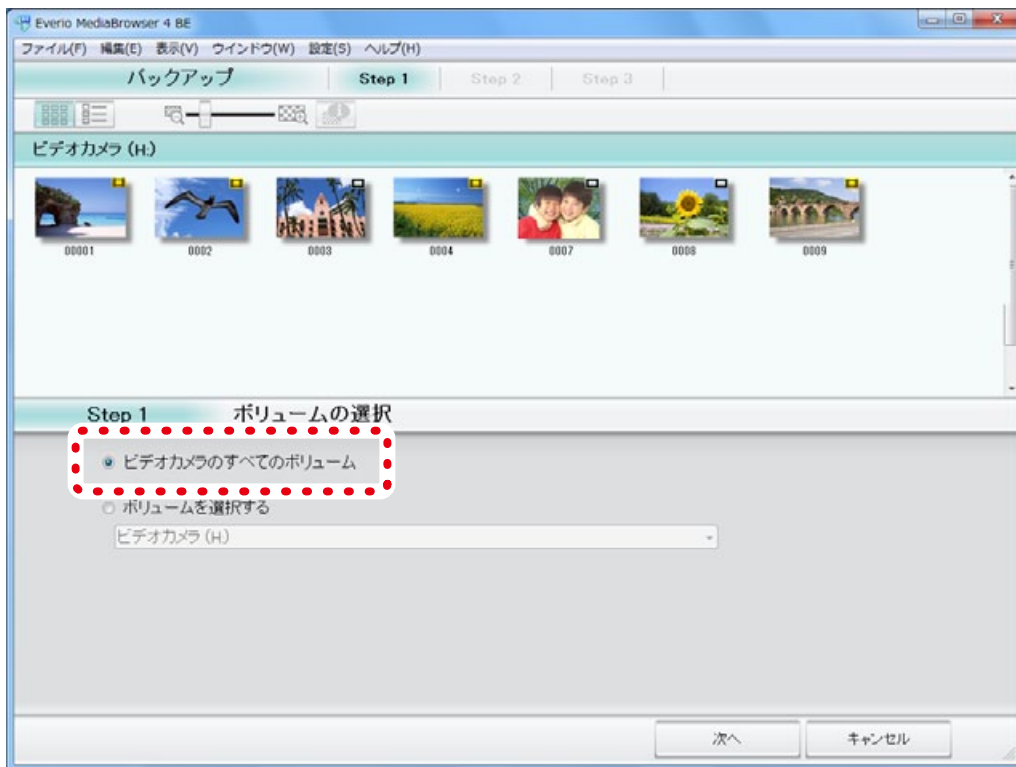 Everio MediaBrowser 4 BE
ファイル(F) 編集(E) 表示(V) ウインドウ(W) 設定(S) ヘルプ(H)
バックアップ Step 1 Step 2 Step 3
ビデオカメラ (H:)
00001 0002 0003 0004 0007 0008 0009
Step 1 ボリュームの選択
ビデオカメラのすべてのボリューム
ボリュームを選択する
ビデオカメラ (H:)
次へ キャンセル